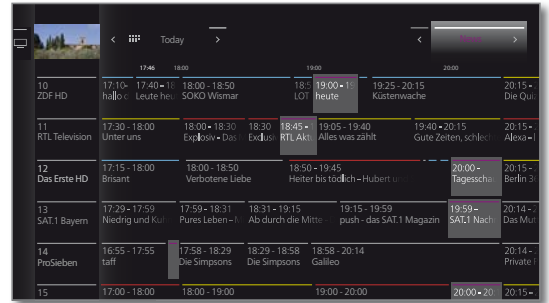 Today
News
17:46 18:00 19:00 20:00
10 17:10- 17:40-18 18:00 - 18:50 18:5 19:00-19 19:25 - 20:15 20:15-
ZDF HD hallo Leute heu SOKO Wismar LOT heute Küstenwache Die Qui
11 17:30 - 18:00 18:00 - 18:30 18:30 18:45 - 19:05 - 19:40 19:40 - 20:15 20:15-
RTL Television Unter uns Explosiv - Das Exclusi RTL Akt Alles was zählt Gute Zeiten, schlech Alexa -
12 17:15 - 18:00 18:00 - 18:50 18:50 - 19:45 20:00- 20:15-
Das Erste HD Brisant Verbotene Liebe Heiter bis tödlich - Hubert u Tagesscha Berlin
13 17:29 - 17:59 17:59 - 18:31 18:31 - 19:15 19:15 - 19:59 19:59- 20:14-
SAT.1 Bayern Niedrig und Ku Pures Leben - M Ab durch die Mitte - push - das SAT.1 Magazin SAT.1 Nach Das Mut
14 16:55 - 17:55 17:58 - 18:29 18:29 - 18:58 18:58 - 20:14 20:14-
ProSieben taff Die Simpsons Die Simpsons Galileo Private
15 17:00 - 18:00 18:00 - 19:00 19:00 - 20:00 20:00-20 20:15-